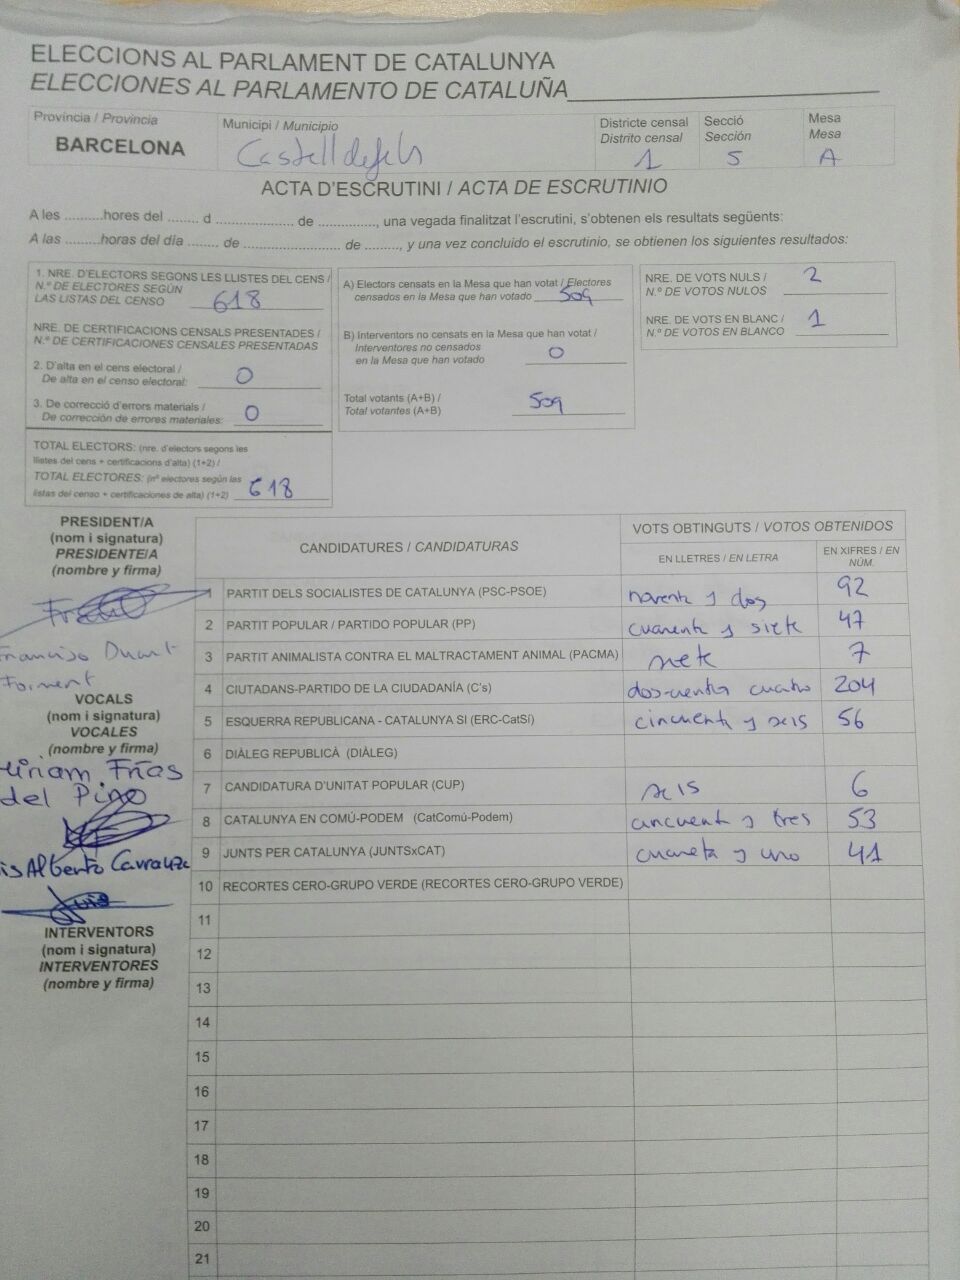 ELECCIONS AL PARLAMENT DE CATALUNYA
ELECCIONES AL PARLAMENTO DE CATALUÑA
Província / Provincia
BARCELONA
Municipi / Municipio
Castelldefels
Districte censal
Distrito censal
1
Secció
Sección
5
Mesa
Mesa
A
ACTA D'ESCRUTINI / ACTA DE ESCRUTINIO
A les ..........hores del ........ d .................... de ..............., una vegada finalitzat l'escrutini, s'obtenen els resultats següents:
A las ..........horas del día ........ de ......................... de ........., y una vez concluido el escrutinio, se obtienen los siguientes resultados:
1. NRE. D'ELECTORS SEGONS LES LLISTES DEL CENS /
N.º DE ELECTORES SEGÚN
LAS LISTAS DEL CENSO 618
NRE. DE CERTIFICACIONS CENSALS PRESENTADES /
N.º DE CERTIFICACIONES CENSALES PRESENTADAS
2. D'alta en el cens electoral /
De alta en el censo electoral: 0
3. De correcció d'errors materials /
De corrección de errores materiales: 0
TOTAL ELECTORS: (nre. d'electors segons les
llistes del cens + certificacions d'alta) (1+2) /
TOTAL ELECTORES: (nº electores según las
listas del censo + certificaciones de alta) (1+2) 618
A) Electors censats en la Mesa que han votat / Electores
censados en la Mesa que han votado 509
B) Interventors no censats en la Mesa que han votat /
Interventores no censados
en la Mesa que han votado 0
Total votants (A+B) /
Total votantes (A+B) 509
NRE. DE VOTS NULS /
N.º DE VOTOS NULOS 2
NRE. DE VOTS EN BLANC /
N.º DE VOTOS EN BLANCO 1
PRESIDENT/A
(nom i signatura)
PRESIDENTE/A
(nombre y firma)
Francisco Duart
Forment
VOCALS
(nom i signatura)
VOCALES
(nombre y firma)
Miriam Frías
del Pino
Alberto
INTERVENTORS
(nom i signatura)
INTERVENTORES
(nombre y firma)
CANDIDATURES / CANDIDATURAS
VOTS OBTINGUTS / VOTOS OBTENIDOS
EN LLETRES / EN LETRA
EN XIFRES / EN NÚM.
1 PARTIT DELS SOCIALISTES DE CATALUNYA (PSC-PSOE) noventa y dos 92
2 PARTIT POPULAR / PARTIDO POPULAR (PP) cuarenta y siete 47
3 PARTIT ANIMALISTA CONTRA EL MALTRACTAMENT ANIMAL (PACMA) siete 7
4 CIUTADANS-PARTIDO DE LA CIUDADANÍA (C's) doscientos cuatro 204
5 ESQUERRA REPUBLICANA - CATALUNYA SI (ERC-CatSí) cincuenta y seis 56
6 DIÀLEG REPUBLICÀ (DIÀLEG)
7 CANDIDATURA D'UNITAT POPULAR (CUP) seis 6
8 CATALUNYA EN COMÚ-PODEM (CatComú-Podem) cincuenta y tres 53
9 JUNTS PER CATALUNYA (JUNTSxCAT) cuareta y uno 41
10 RECORTES CERO-GRUPO VERDE (RECORTES CERO-GRUPO VERDE)
11
12
13
14
15
16
17
18
19
20
21